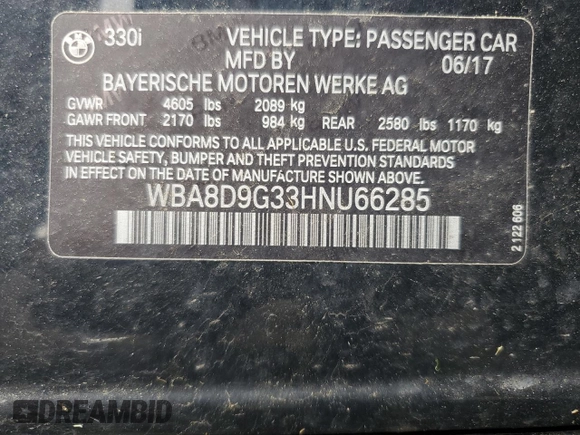 330i VEHICLE TYPE: PASSENGER CAR
MFD BY 06/17
BAYERISCHE MOTOREN WERKE AG
GVWR 4605 lbs 2089 kg
GAWR FRONT 2170 lbs 984 kg REAR 2580 lbs 1170 kg
THIS VEHICLE CONFORMS TO ALL APPLICABLE U.S. FEDERAL MOTOR
VEHICLE SAFETY, BUMPER AND THEFT PREVENTION STANDARDS
IN EFFECT ON THE DATE OF MANUFACTURE SHOWN ABOVE.
WBA8D9G33HNU66285
2 122 606
DREAMBID